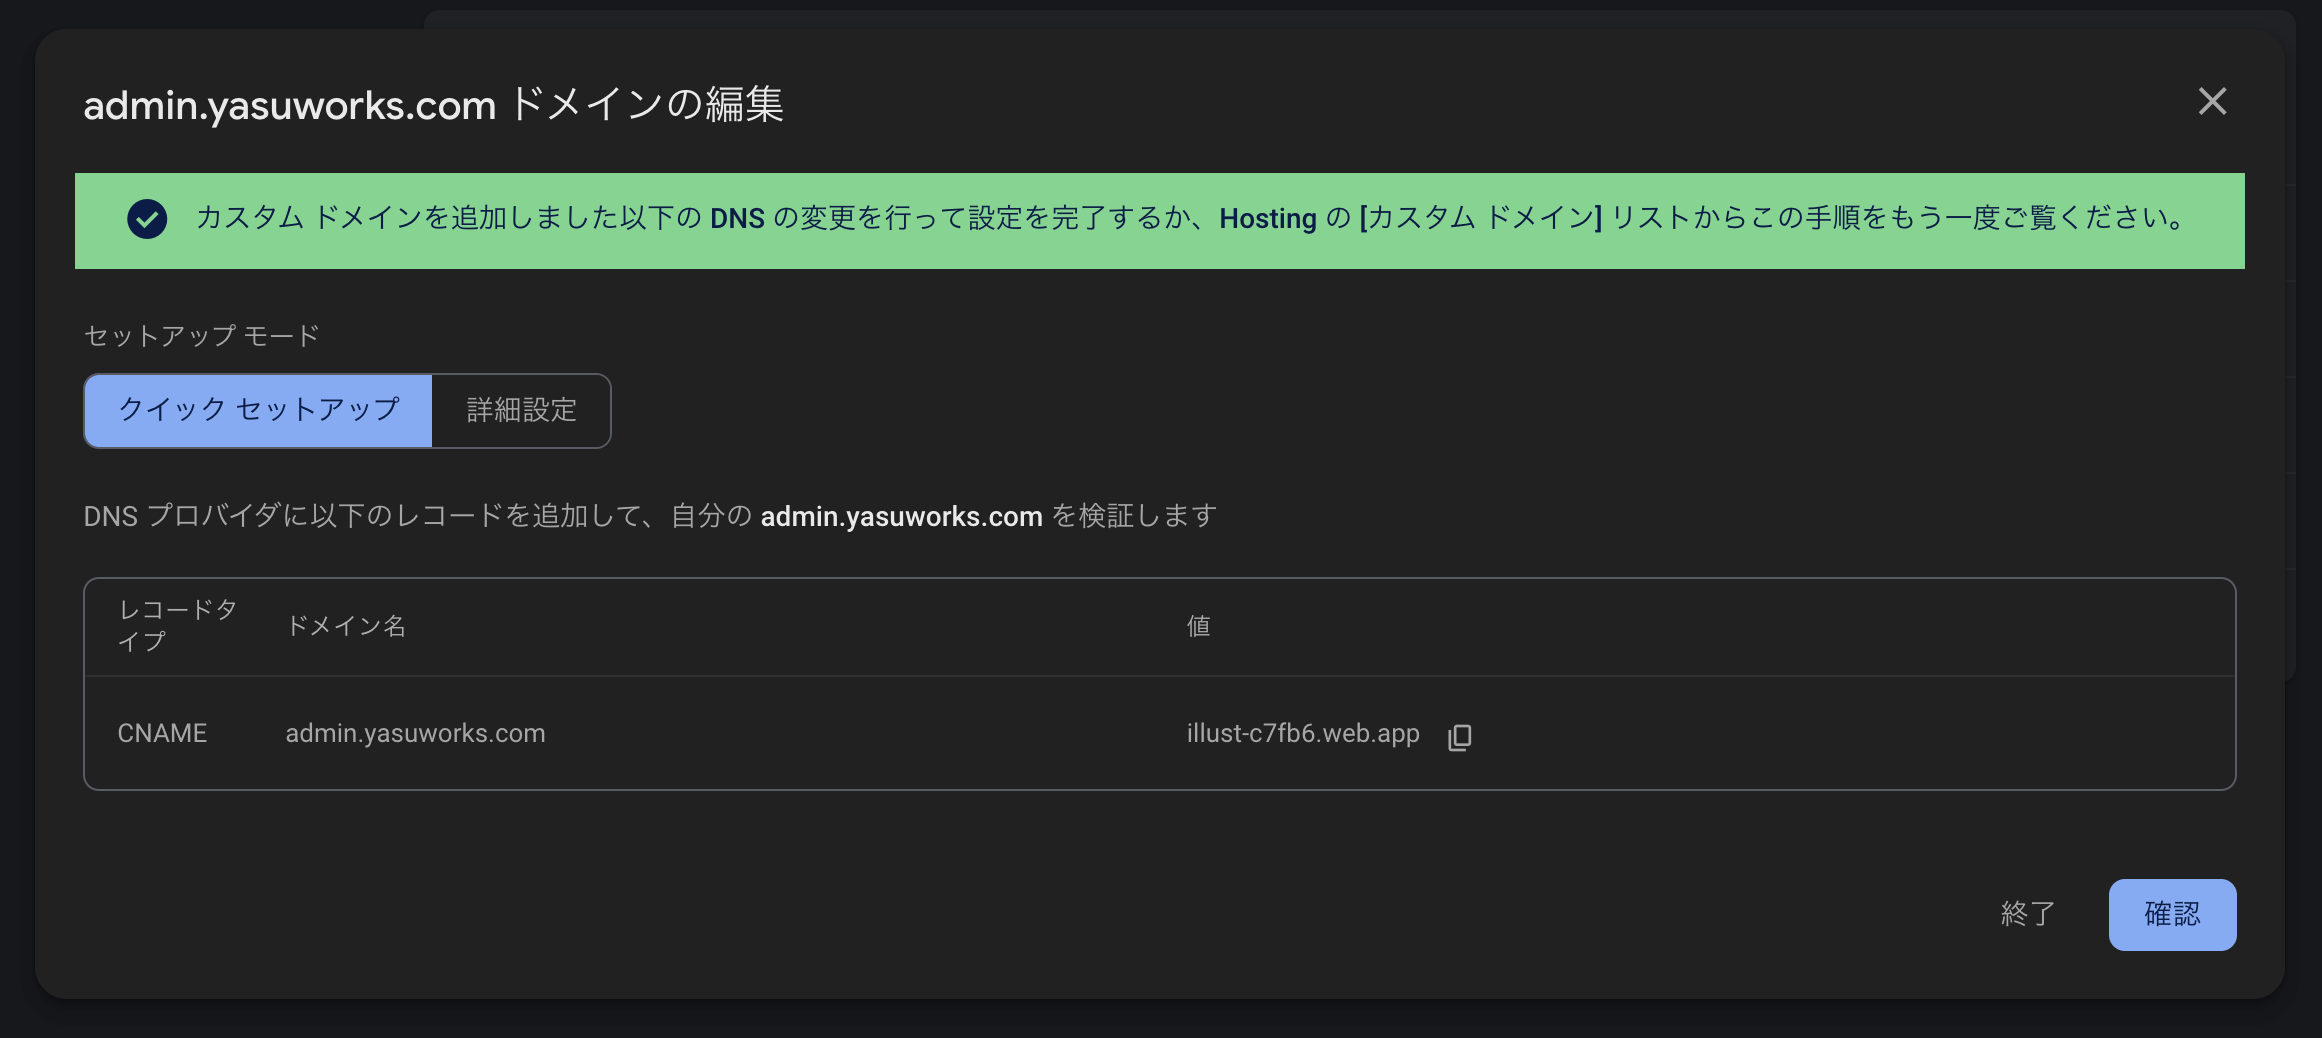 admin.yasuworks.com ドメインの編集
カスタム ドメインを追加しました以下の DNS の変更を行って設定を完了するか、Hosting の [カスタム ドメイン] リストからこの手順をもう一度ご覧ください。
セットアップ モード
クイック セットアップ 詳細設定
DNS プロバイダに以下のレコードを追加して、自分の admin.yasuworks.com を検証します
レコードタ
イプ
ドメイン名 値
CNAME admin.yasuworks.com illust-c7fb6.web.app
終了 確認